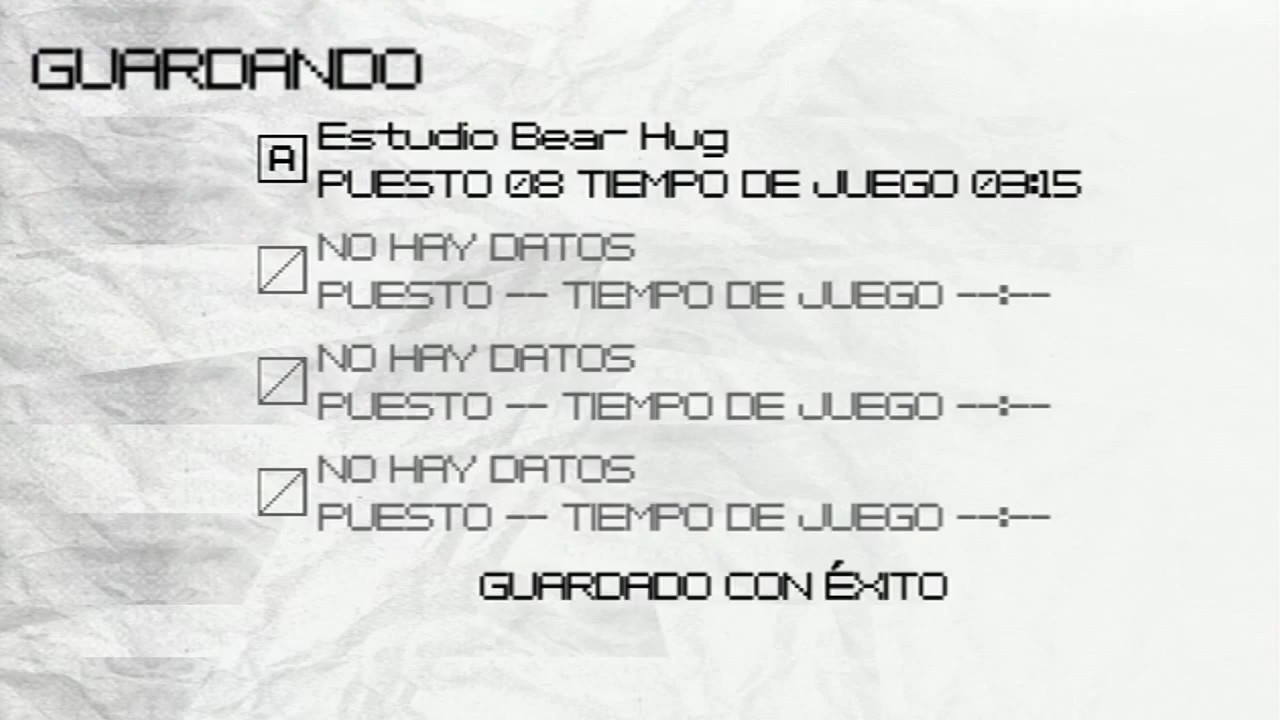 GUARDANDO
A
Estudio Bear Hug
PUESTO 08 TIEMPO DE JUEGO 03:15
NO HAY DATOS
PUESTO -- TIEMPO DE JUEGO --:--
NO HAY DATOS
PUESTO -- TIEMPO DE JUEGO --:--
NO HAY DATOS
PUESTO -- TIEMPO DE JUEGO --:--
GUARDADO CON ÉXITO